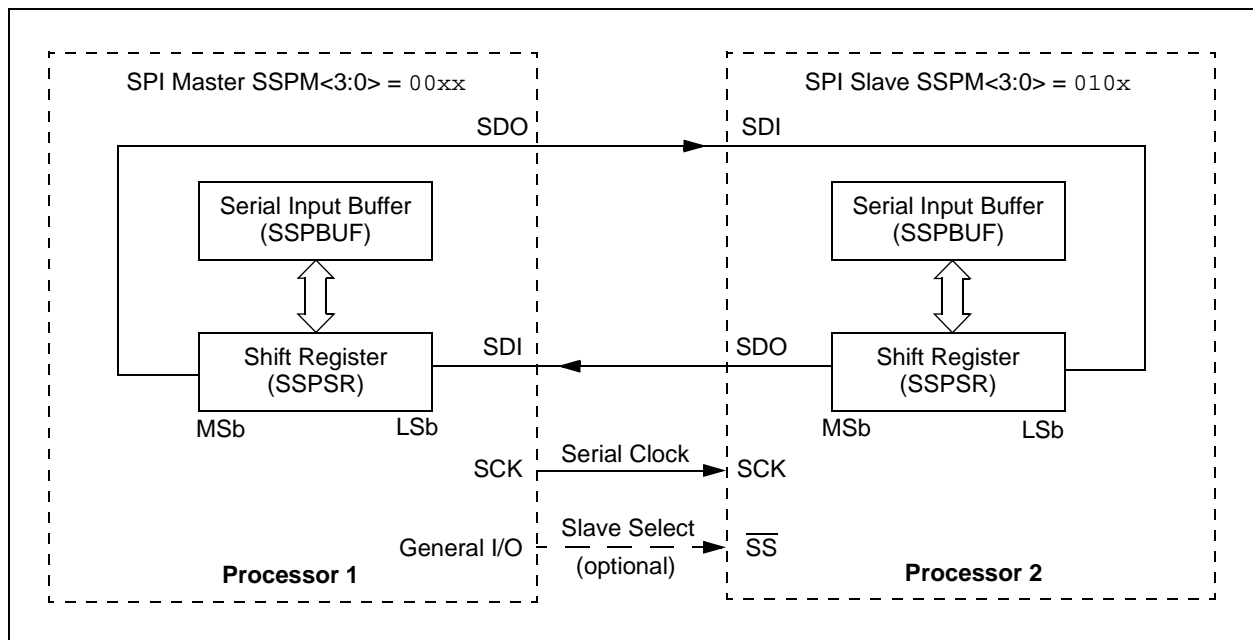 SPI Master SSPM<3:0> = 00xx
SDO
Serial Input Buffer
(SSPBUF)
Shift Register
(SSPSR)
MSb
LSb
SDI
SCK
General I/O
Processor 1
Serial Clock
Slave Select
(optional)
SPI Slave SSPM<3:0> = 010x
SDI
Serial Input Buffer
(SSPBUF)
SDO
Shift Register
(SSPSR)
MSb
LSb
SCK
S̅S̅
Processor 2